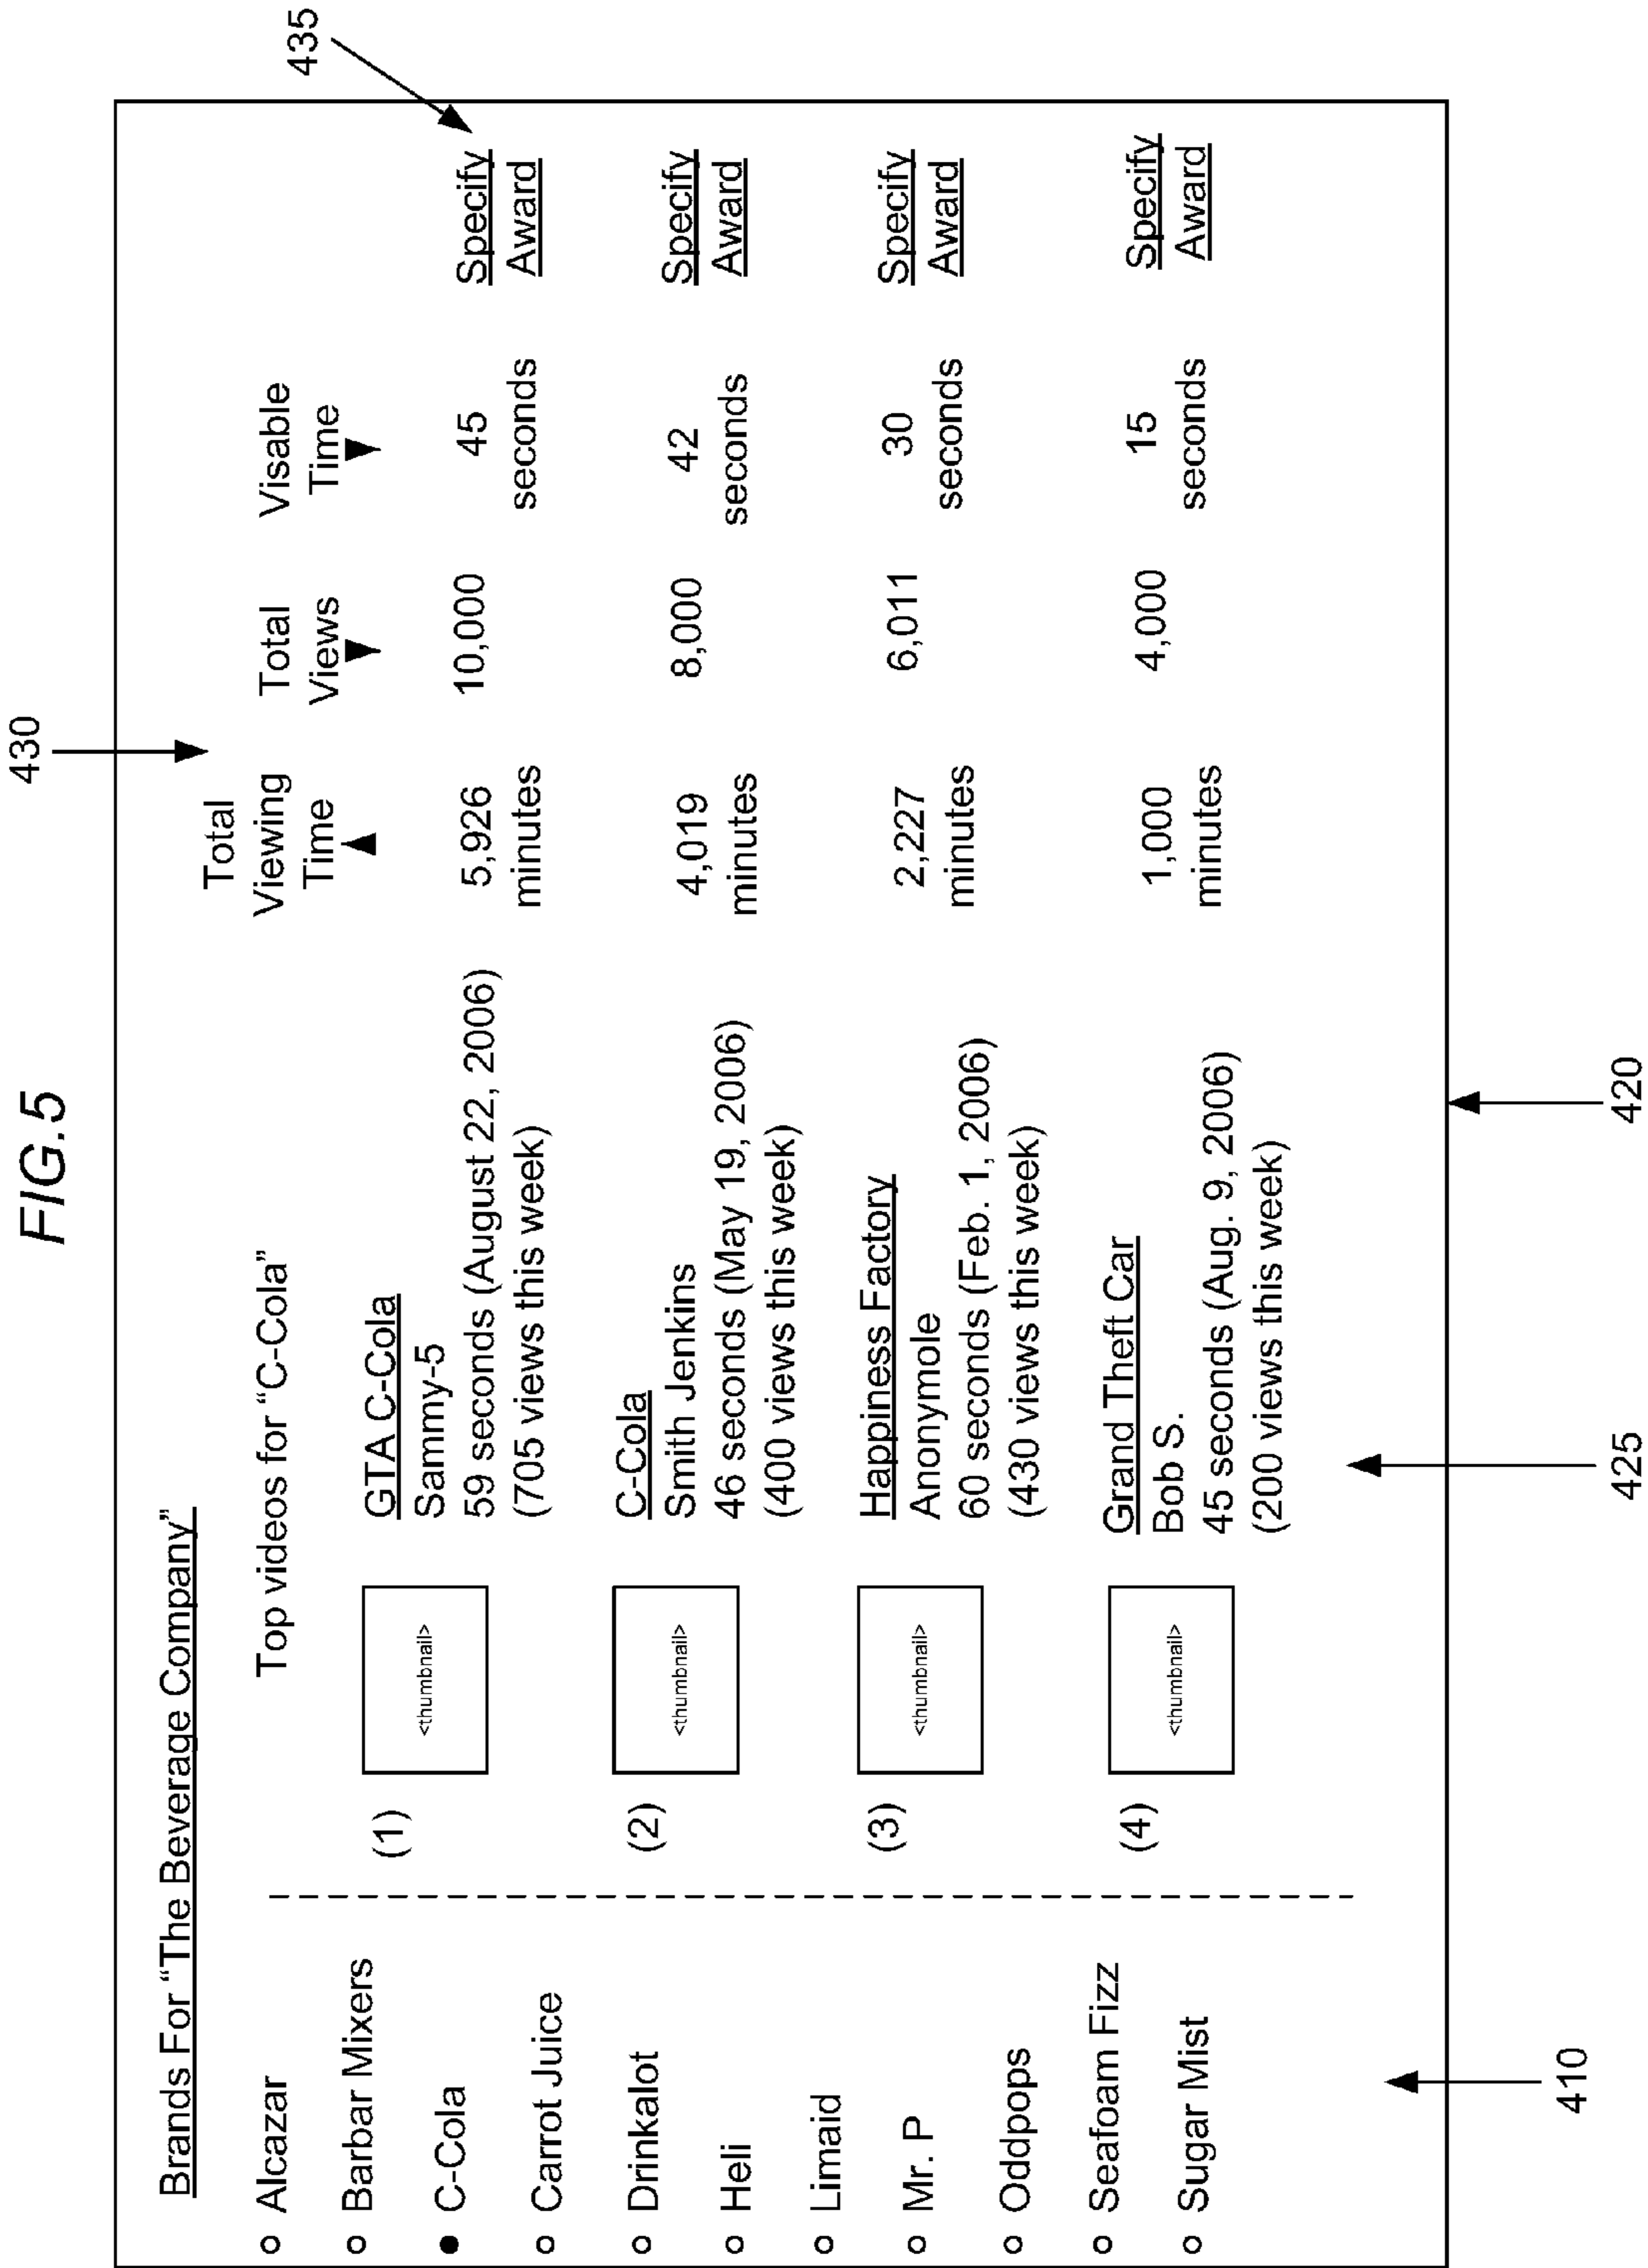 FIG.5
430
435
Brands For “The Beverage Company”
○ Alcazar
○ Barbar Mixers
● C-Cola
○ Carrot Juice
○ Drinkalot
○ Heli
○ Limaid
○ Mr. P
○ Oddpops
○ Seafoam Fizz
○ Sugar Mist
Top videos for “C-Cola”
Total
Viewing
Time
▲
Total
Views
▼
Visable
Time
▼
(1)
<thumbnail>
GTA C-Cola
Sammy-5
59 seconds (August 22, 2006)
(705 views this week)
5,926
minutes
10,000
45
seconds
Specify
Award
(2)
<thumbnail>
C-Cola
Smith Jenkins
46 seconds (May 19, 2006)
(400 views this week)
4,019
minutes
8,000
42
seconds
Specify
Award
(3)
<thumbnail>
Happiness Factory
Anonymole
60 seconds (Feb. 1, 2006)
(430 views this week)
2,227
minutes
6,011
30
seconds
Specify
Award
(4)
<thumbnail>
Grand Theft Car
Bob S.
45 seconds (Aug. 9, 2006)
(200 views this week)
1,000
minutes
4,000
15
seconds
Specify
Award
410
425
420